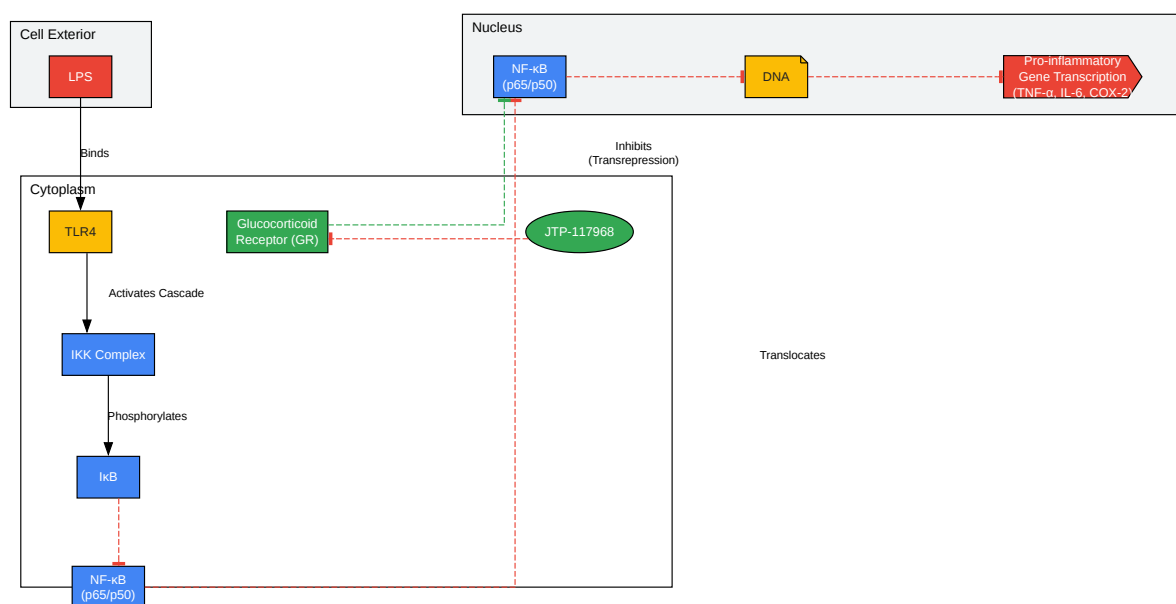 Cell Exterior
LPS
Binds
Nucleus
NF-κB
(p65/p50)
DNA
Pro-inflammatory
Gene Transcription
(TNF-α, IL-6, COX-2)
Inhibits
(Transrepression)
Cytoplasm
TLR4
Glucocorticoid
Receptor (GR)
JTP-117968
Activates Cascade
IKK Complex
Translocates
Phosphorylates
IκB
NF-κB
(p65/p50)